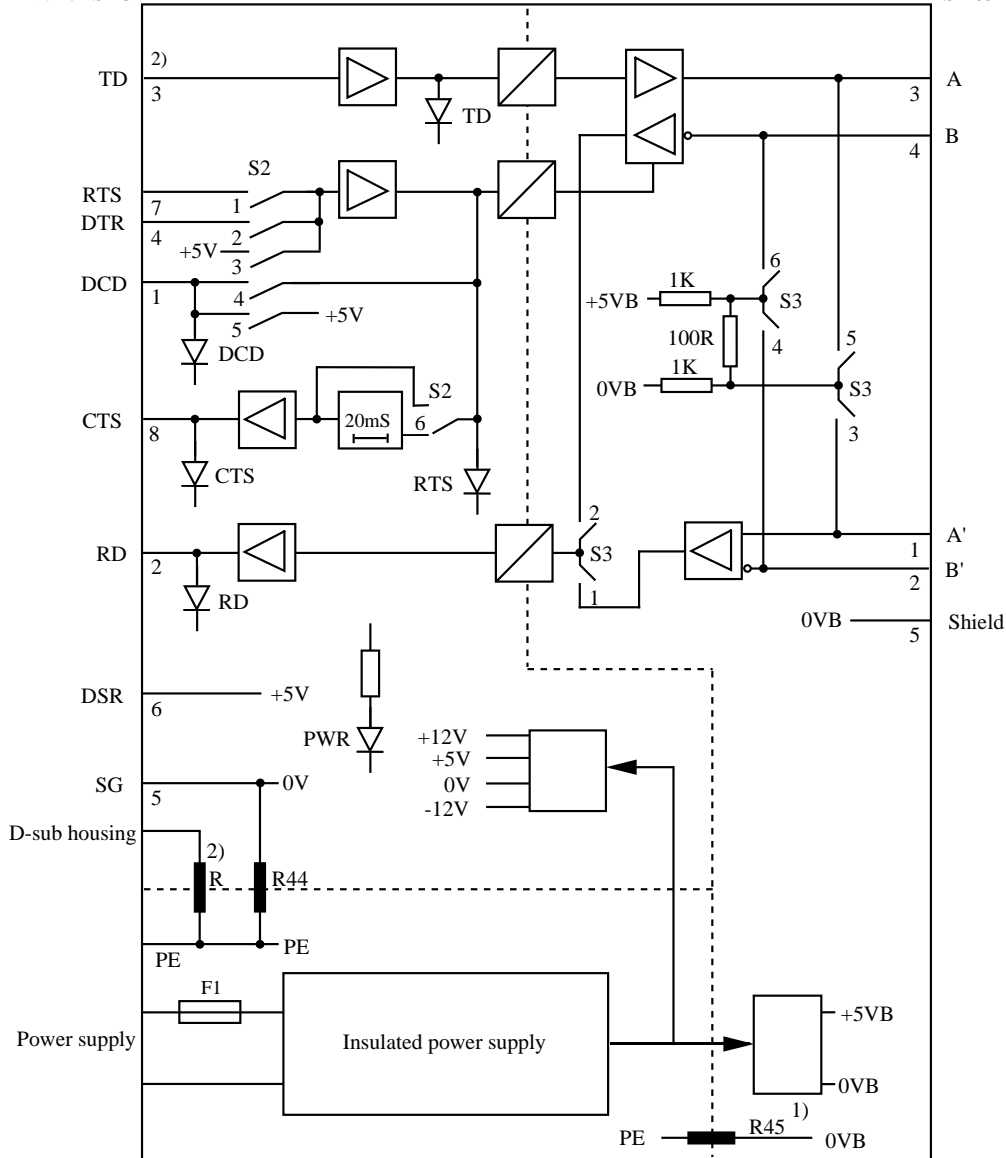 2)
TD
3
TD
A
3
B
4
S2
RTS
7
1
DTR
4
2
+5V
3
DCD
1
4
5
+5V
DCD
6
1K
+5VB
S3
100R
4
5
1K
0VB
S3
3
S2
CTS
8
20mS
6
CTS
RTS
2
A'
1
RD
2
S3
B'
2
RD
1
0VB
5
Shield
DSR
6
+5V
PWR
+12V
+5V
0V
-12V
SG
5
0V
D-sub housing
2)
R
R44
PE
PE
F1
Power supply
Insulated power supply
+5VB
0VB
1)
PE
R45
0VB